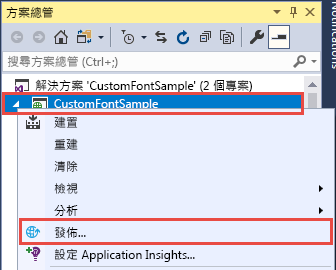 方案總管
搜尋方案總管 (Ctrl+;)
解決方案 'CustomFontSample' (2 個專案)
CustomFontSample
建置
重建
清除
檢視
分析
發佈...
設定 Application Insights...
Notifications